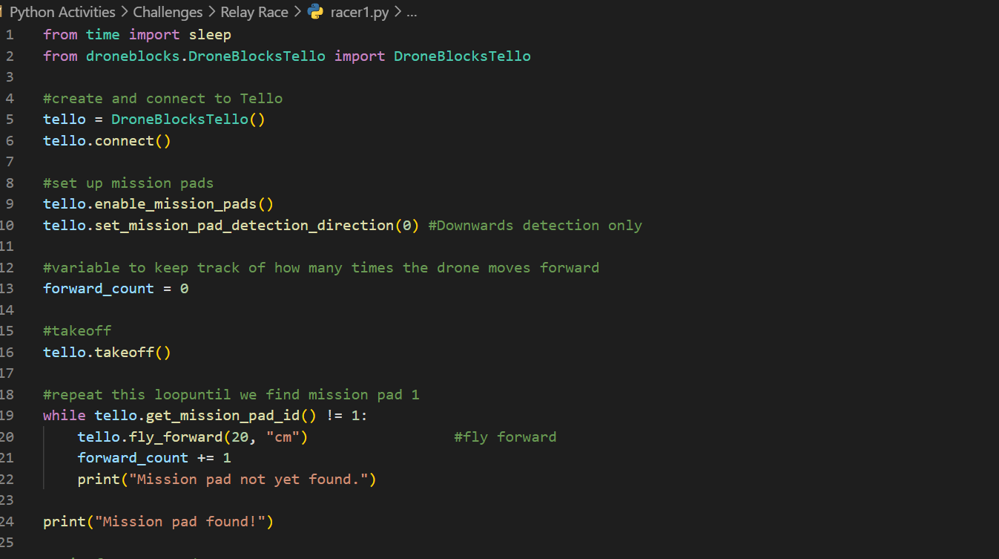 Python Activities > Challenges > Relay Race > racer1.py > ...
1 from time import sleep
2 from droneblocks.DroneBlocksTello import DroneBlocksTello
3
4 #create and connect to Tello
5 tello = DroneBlocksTello()
6 tello.connect()
7
8 #set up mission pads
9 tello.enable_mission_pads()
10 tello.set_mission_pad_detection_direction(0) #Downwards detection only
11
12 #variable to keep track of how many times the drone moves forward
13 forward_count = 0
14
15 #takeoff
16 tello.takeoff()
17
18 #repeat this loopuntil we find mission pad 1
19 while tello.get_mission_pad_id() != 1:
20     tello.fly_forward(20, "cm")                 #fly forward
21     forward_count += 1
22     print("Mission pad not yet found.")
23
24 print("Mission pad found!")
25